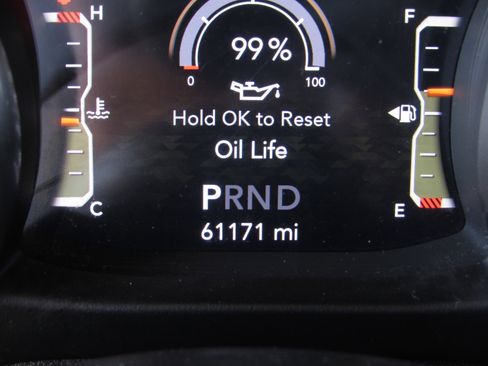 H
F
99%
0
100
Hold OK to Reset
Oil Life
C
E
PRND
61171 mi